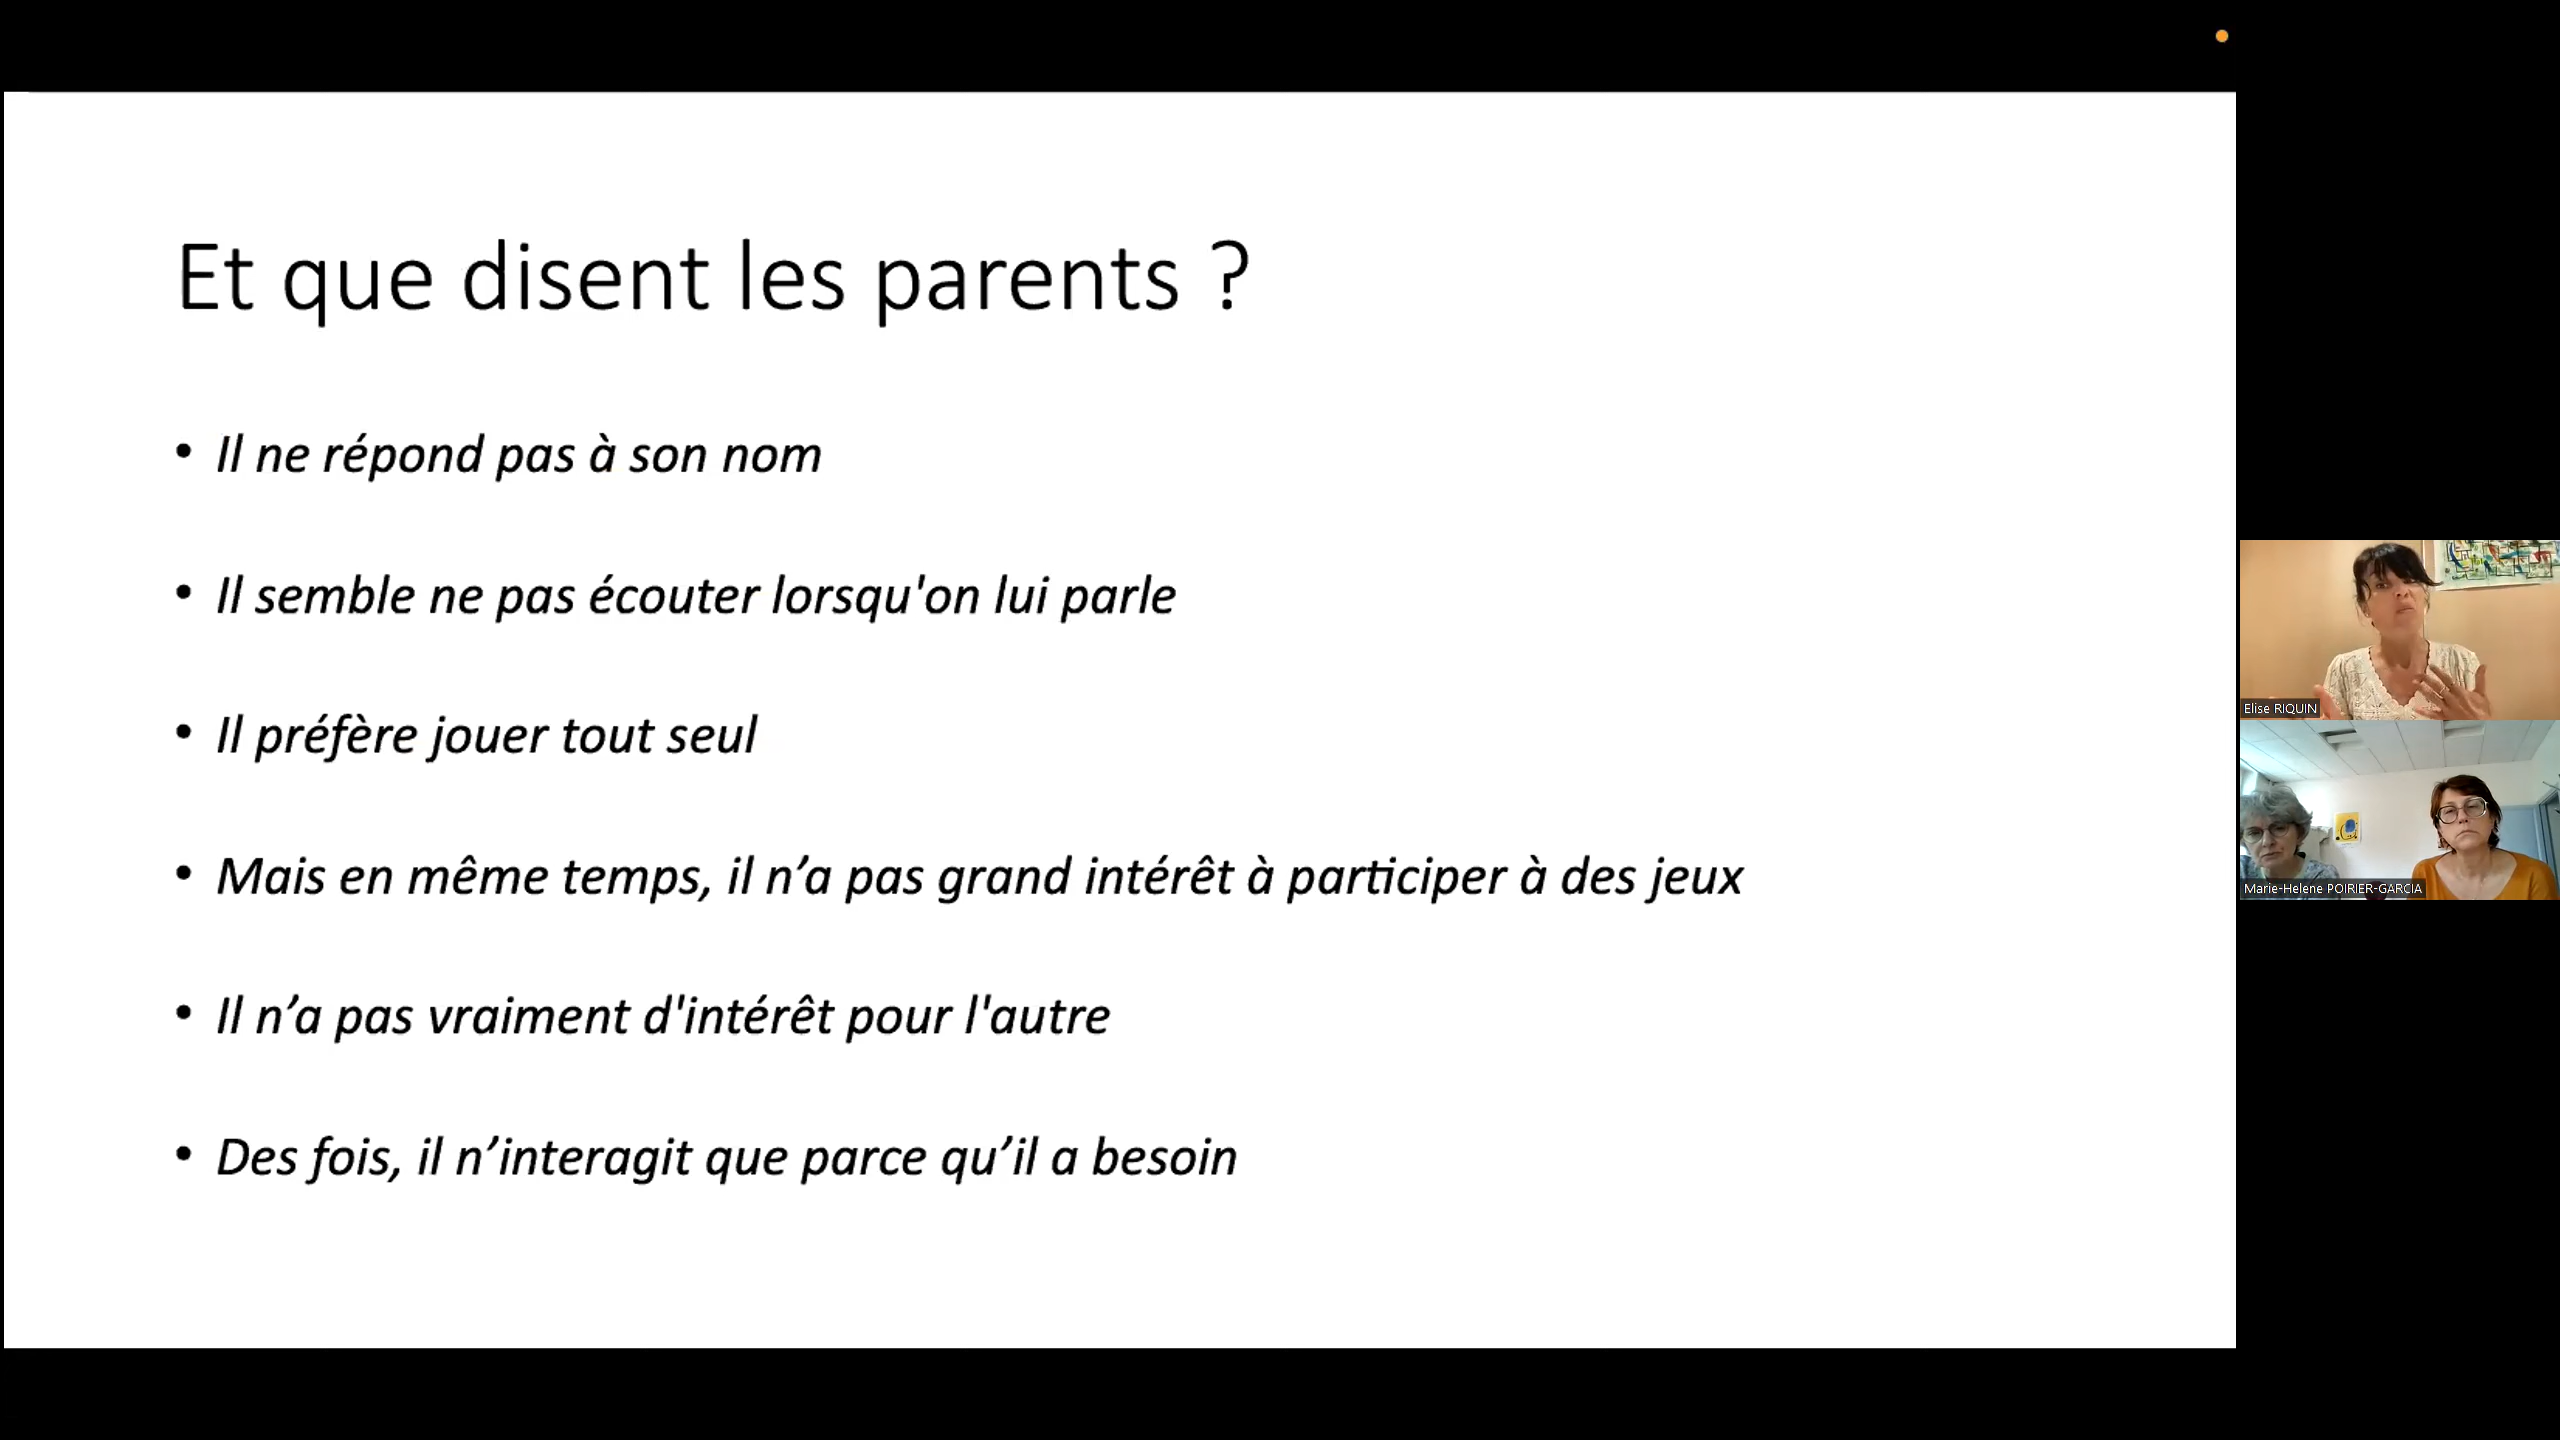 Et que disent les parents ?
• Il ne répond pas à son nom
• Il semble ne pas écouter lorsqu'on lui parle
• Il préfère jouer tout seul
• Mais en même temps, il n’a pas grand intérêt à participer à des jeux
• Il n’a pas vraiment d'intérêt pour l'autre
• Des fois, il n’interagit que parce qu’il a besoin
Elise RIQUIN
Marie-Helene POIRIER-GARCIA